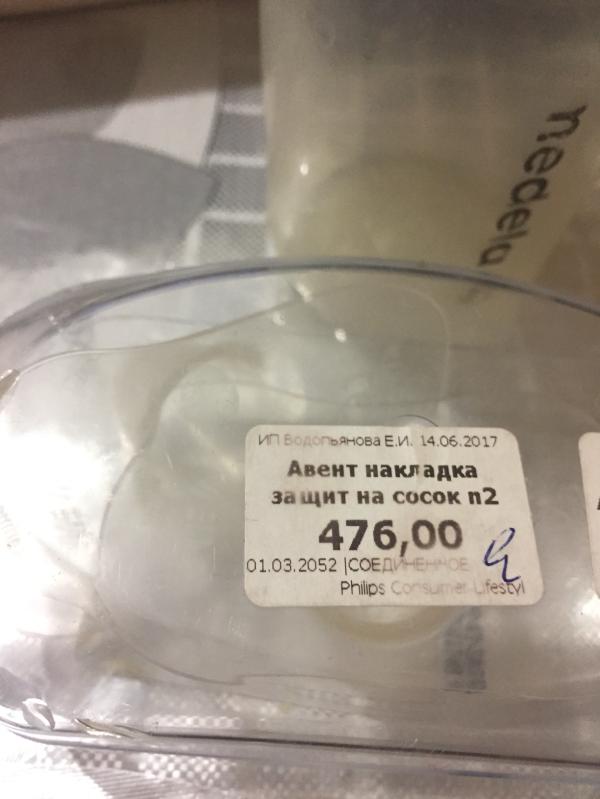 medela
ИП Водопьянова Е.И. 14.06.2017
Авент накладка
защит на сосок n2
476,00
01.03.2052 |СОЕДИНЕННОЕ
Philips Consumer Lifestyl